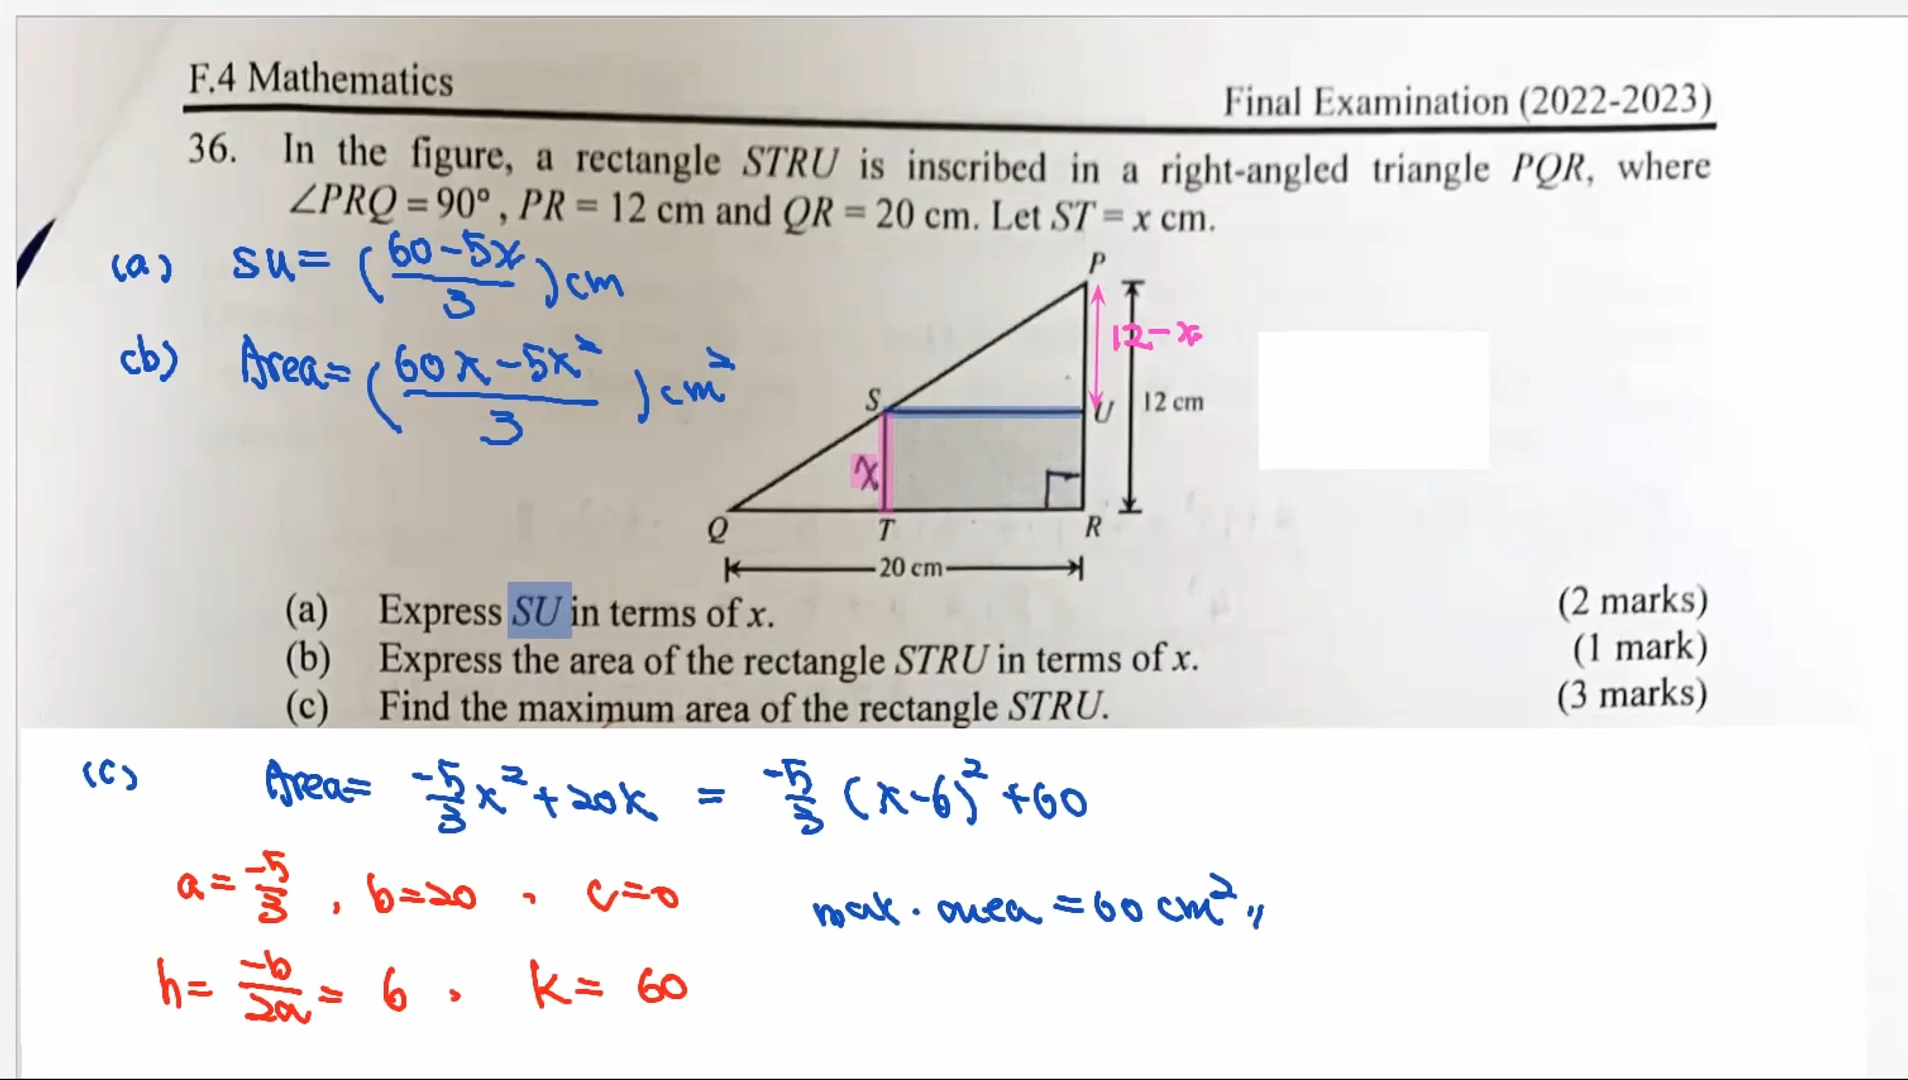 F.4 Mathematics
Final Examination (2022-2023)
36. In the figure, a rectangle STRU is inscribed in a right-angled triangle PQR, where
∠PRQ = 90°, PR = 12 cm and QR = 20 cm. Let ST = x cm.
(a) SU = (60-5x/3) cm
(b) Area = (60x-5x²/3) cm²
P
12-x
S
U
12 cm
x
Q
T
R
20 cm
(a) Express SU in terms of x. (2 marks)
(b) Express the area of the rectangle STRU in terms of x. (1 mark)
(c) Find the maximum area of the rectangle STRU. (3 marks)
(c) Area = -5/3 x² + 20x = -5/3 (x-6)² + 60
a = -5/3, b = 20, c = 0
max. area = 60 cm² //
h = -b/2a = 6, k = 60